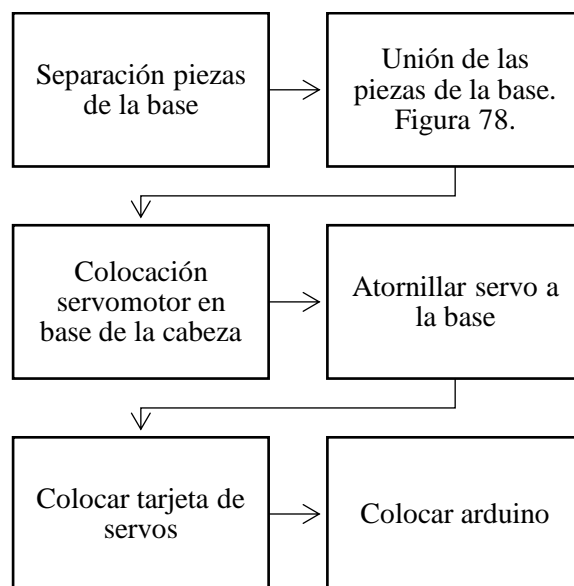 Separación piezas
de la base
Unión de las
piezas de la base.
Figura 78.
Colocación
servomotor en
base de la cabeza
Atornillar servo a
la base
Colocar tarjeta de
servos
Colocar arduino